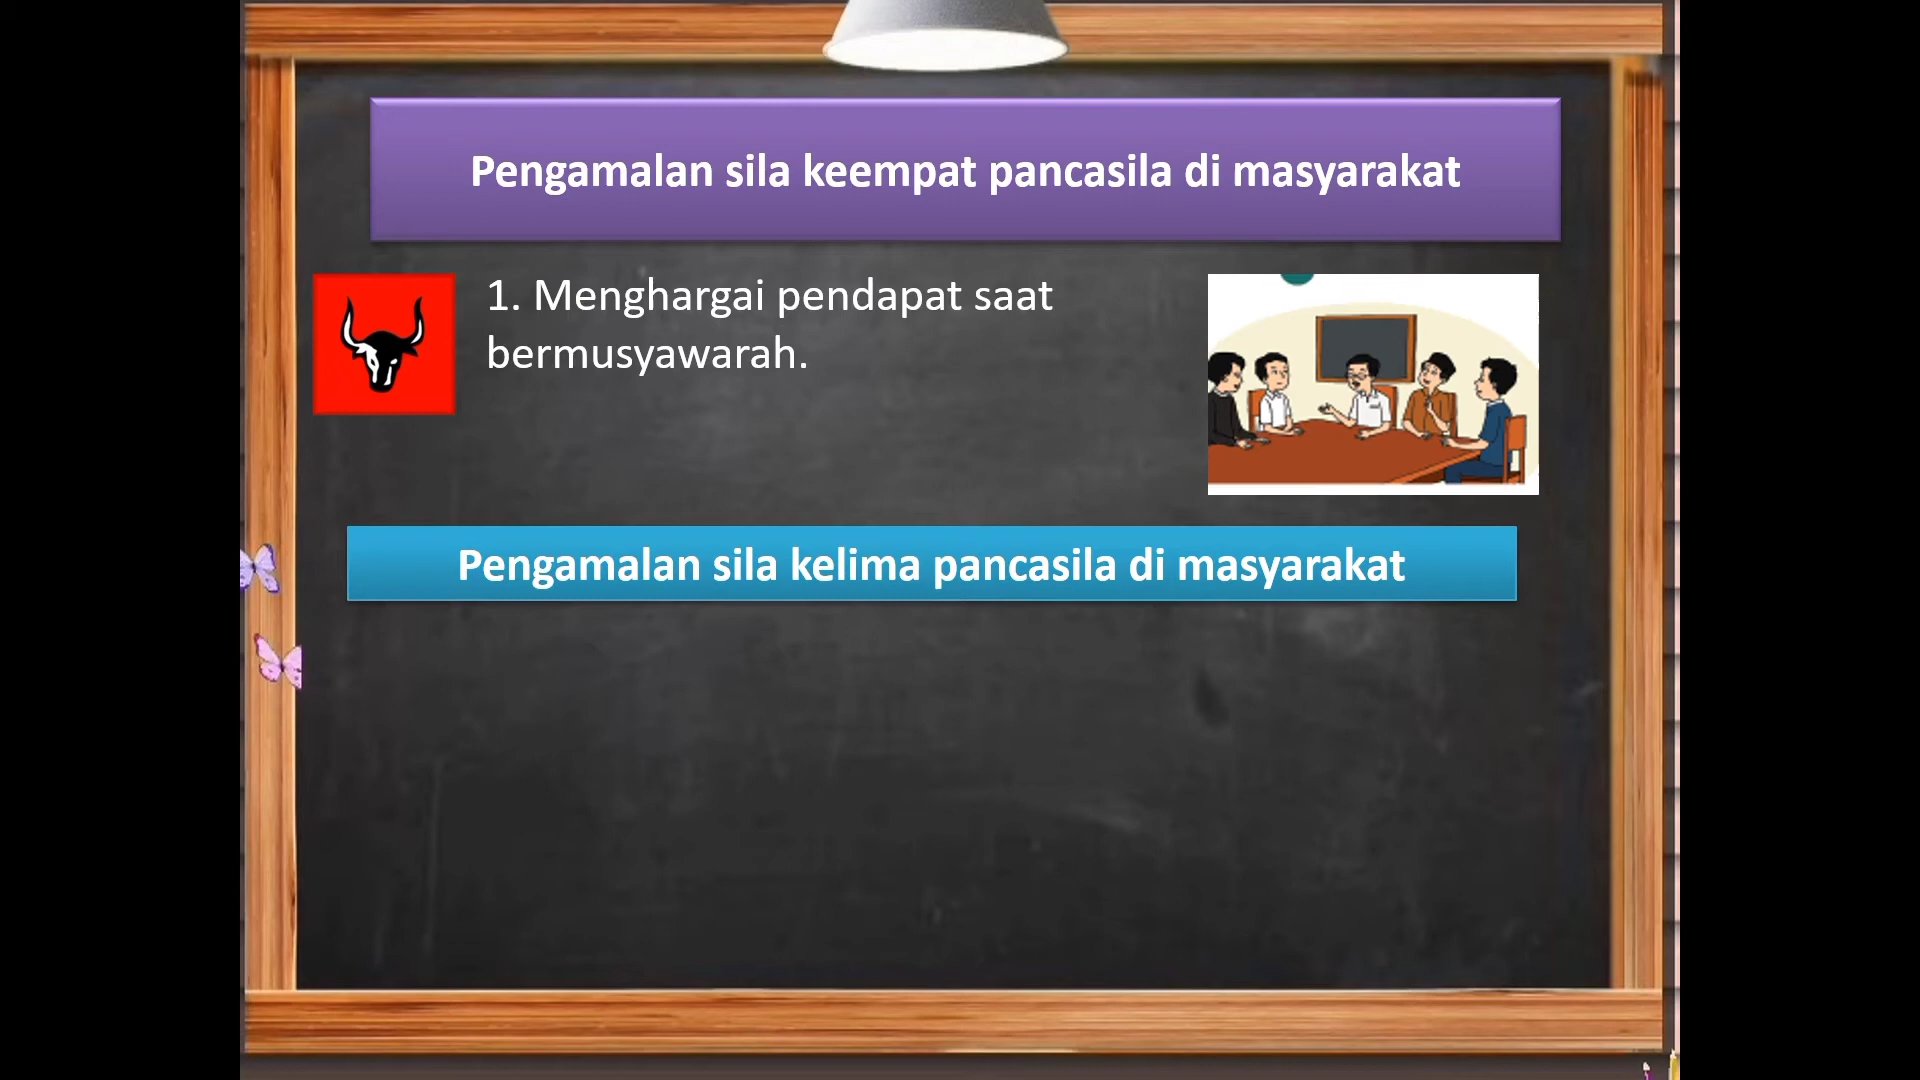 Pengamalan sila keempat pancasila di masyarakat
1. Menghargai pendapat saat
bermusyawarah.
Pengamalan sila kelima pancasila di masyarakat